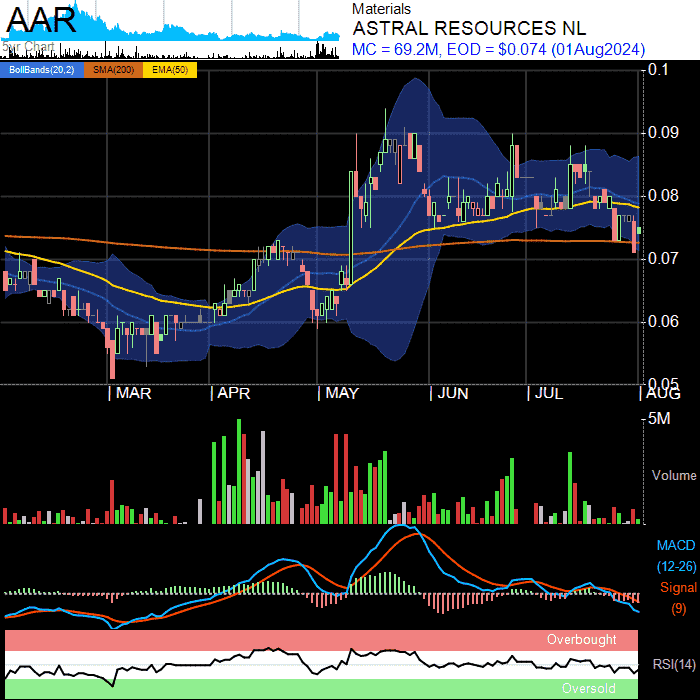 AAR
5yr Chart
Materials
ASTRAL RESOURCES NL
MC = 69.2M, EOD = $0.074 (01Aug2024)
BollBands(20,2) SMA(200) EMA(50)
0.1
0.09
0.08
0.07
0.06
0.05
MAR APR MAY JUN JUL AUG
5M
Volume
MACD
(12-26)
Signal
(9)
Overbought
RSI(14)
Oversold